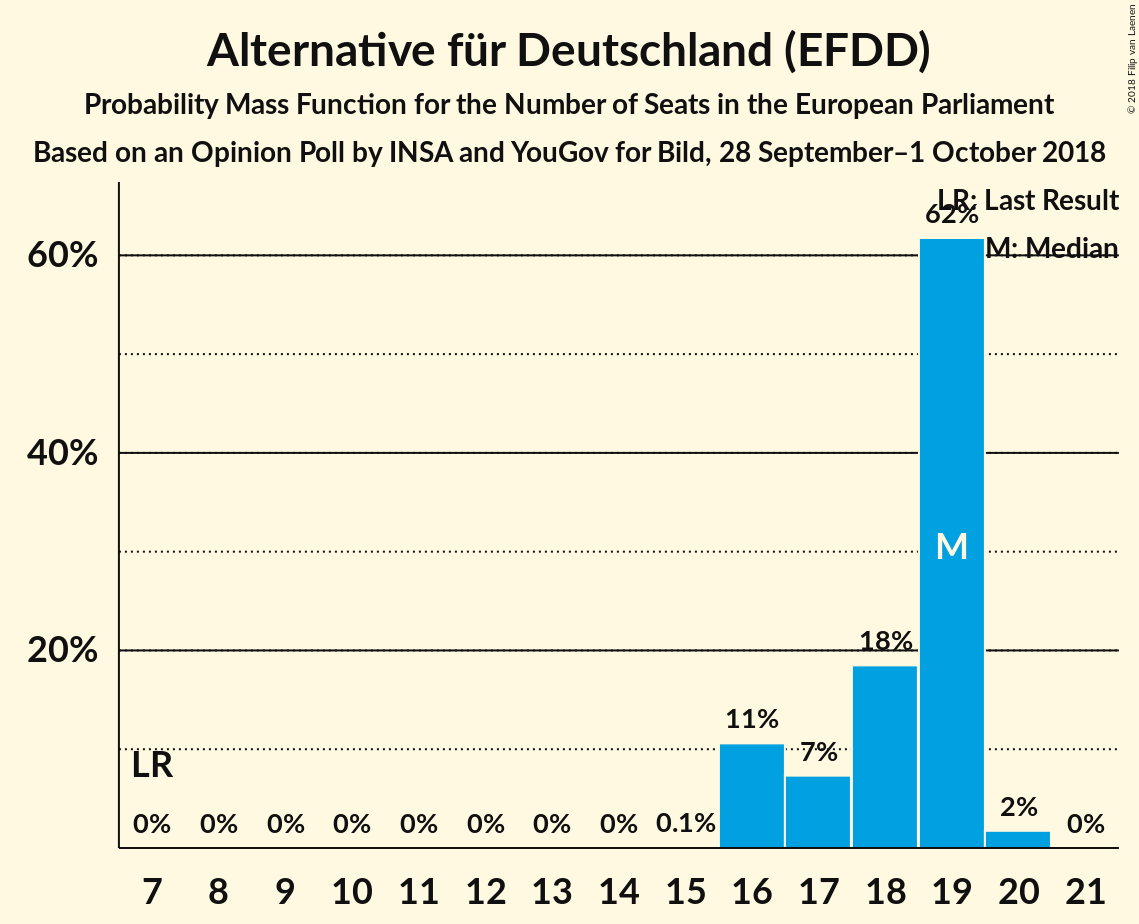 Alternative für Deutschland (EFDD)
Probability Mass Function for the Number of Seats in the European Parliament
Based on an Opinion Poll by INSA and YouGov for Bild, 28 September–1 October 2018
© 2018 Filip van Laenen
LR: Last Result
M: Median
60%
40%
20%
LR
M
0%
0%
0%
0%
0%
0%
0%
0%
0.1%
11%
7%
18%
62%
2%
0%
7 8 9 10 11 12 13 14 15 16 17 18 19 20 21